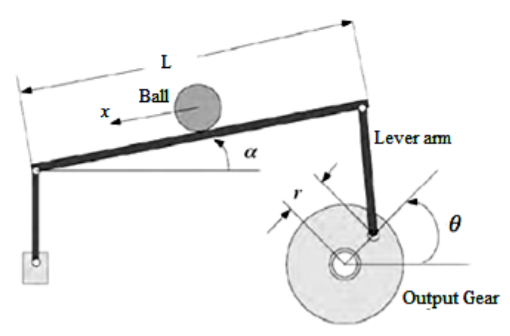 L
Ball
x
α
Lever arm
r
θ
Output Gear